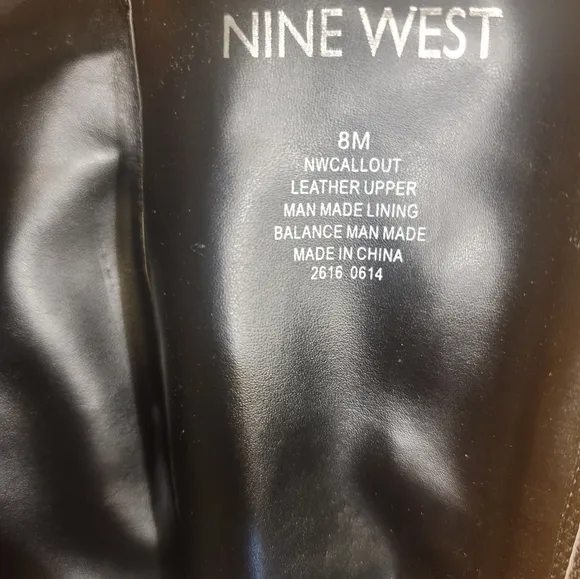 NINE WEST
8M
NWCALLOUT
LEATHER UPPER
MAN MADE LINING
BALANCE MAN MADE
MADE IN CHINA
2616 0614